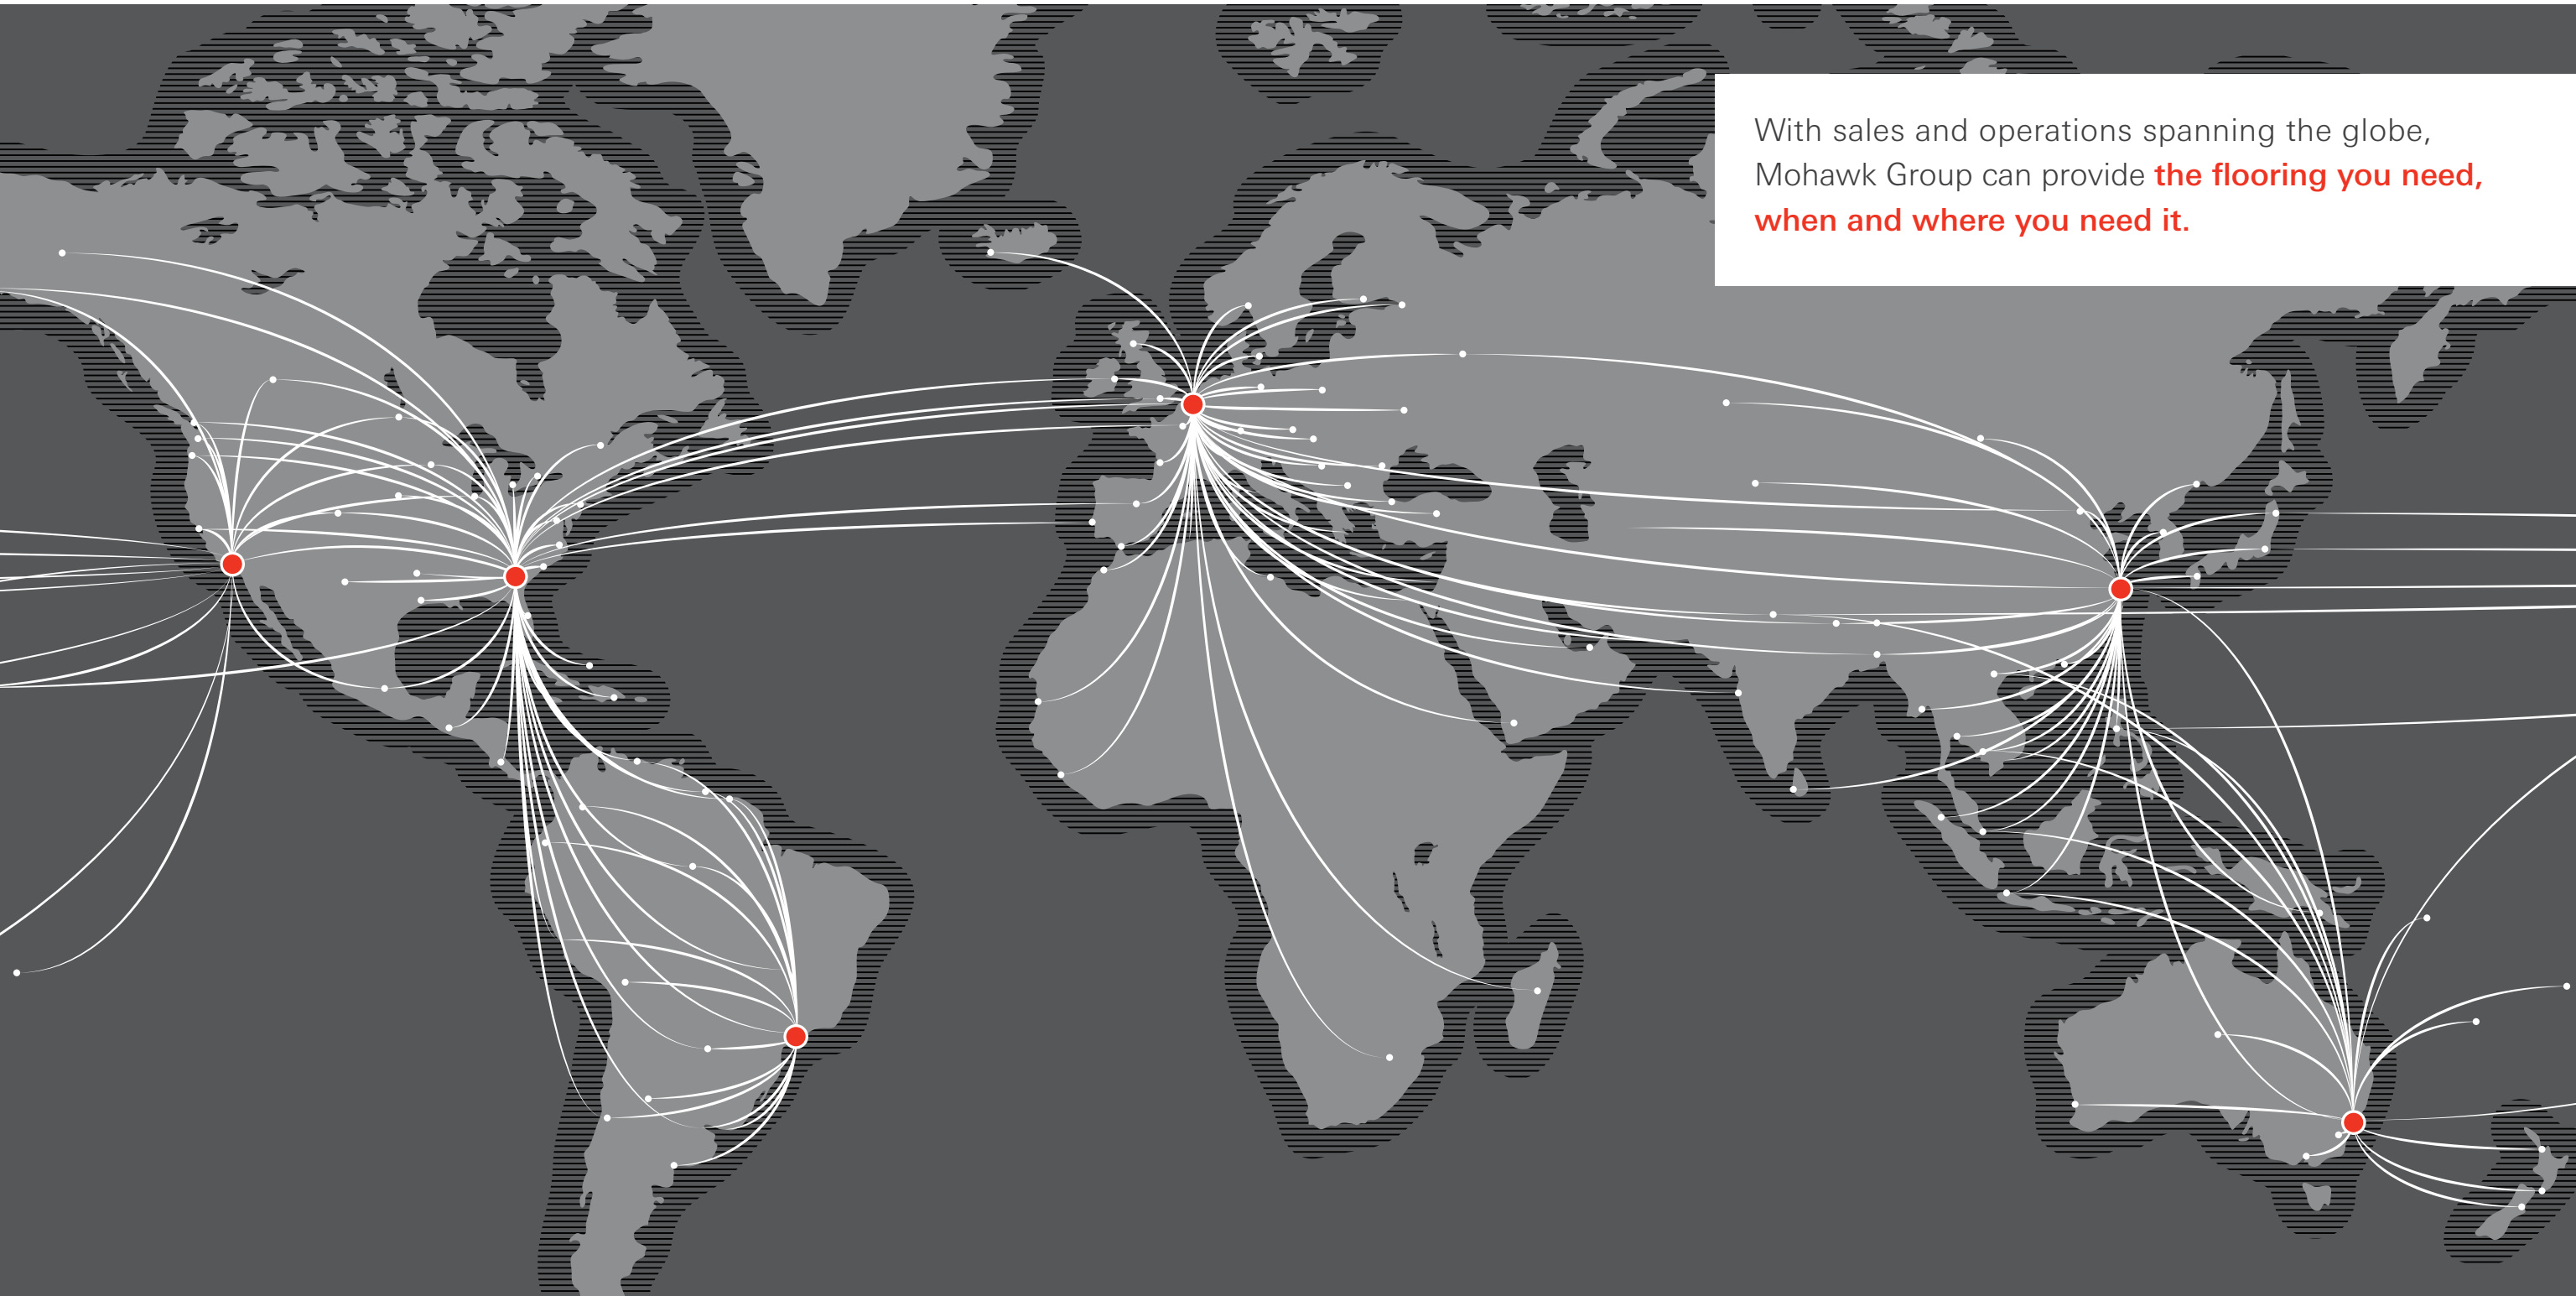 With sales and operations spanning the globe,
Mohawk Group can provide the flooring you need,
when and where you need it.